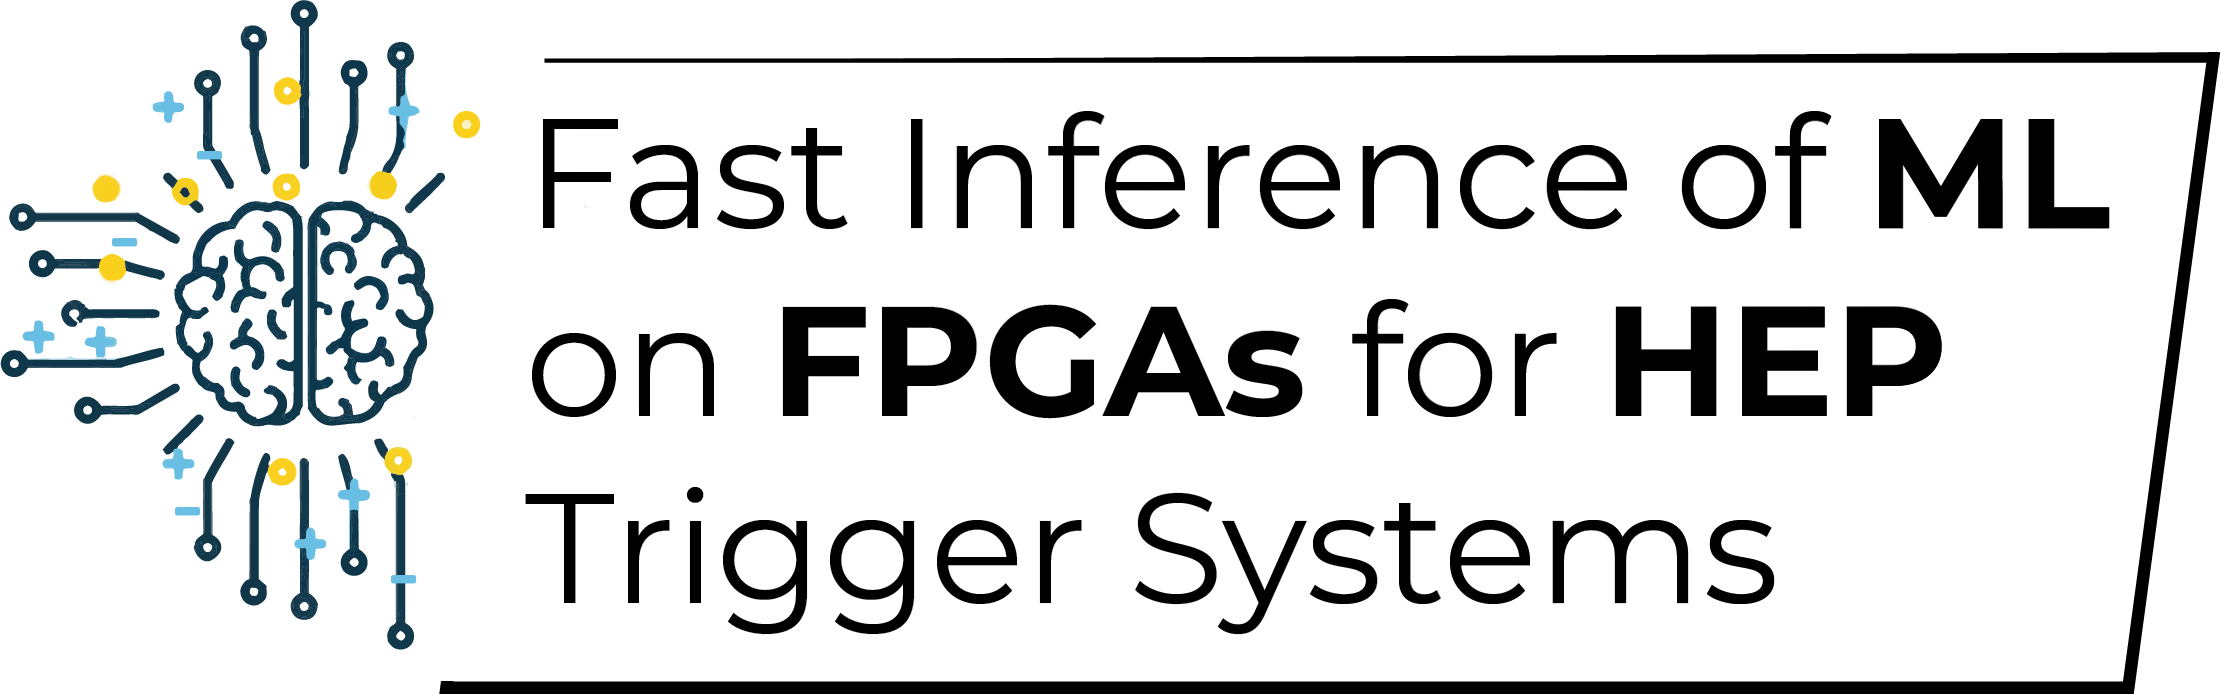 Fast Inference of ML
on FPGAs for HEP
Trigger Systems